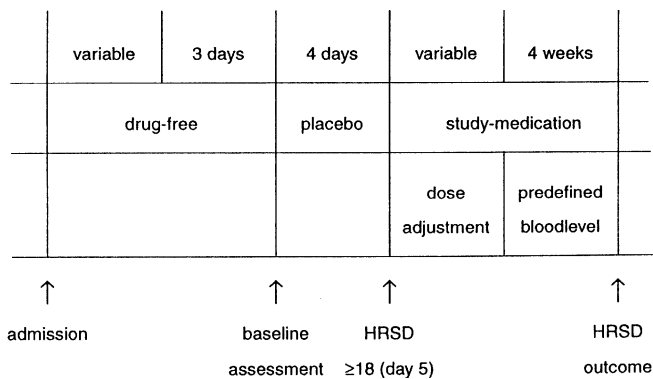 variable 3 days 4 days variable 4 weeks
drug-free placebo study-medication
dose predefined
adjustment bloodlevel
admission baseline HRSD HRSD
assessment ≥18 (day 5) outcome